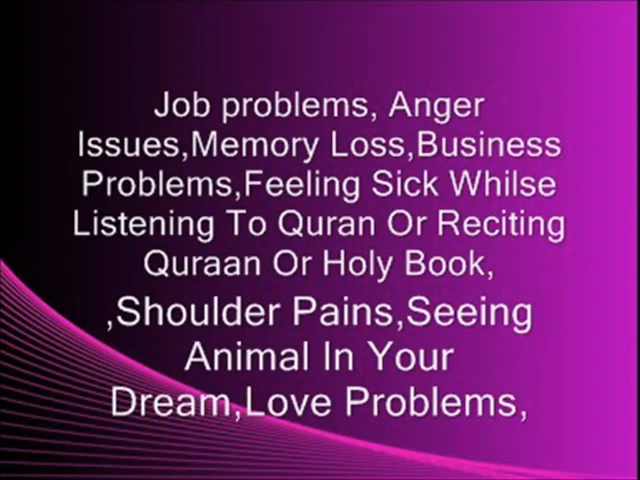 Job problems, Anger
Issues,Memory Loss,Business
Problems,Feeling Sick Whilse
Listening To Quran Or Reciting
Quraan Or Holy Book,
,Shoulder Pains,Seeing
Animal In Your
Dream,Love Problems,